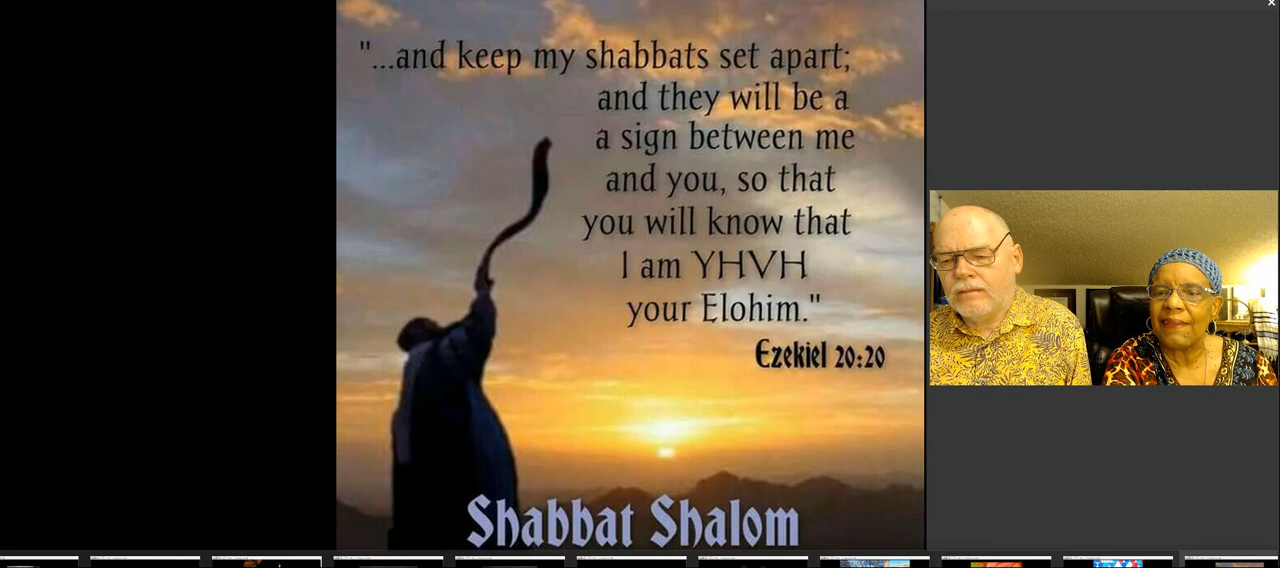 "...and keep my shabbats set apart;
and they will be a
a sign between me
and you, so that
you will know that
I am YHVH
your Elohim."
Ezekiel 20:20
Shabbat Shalom